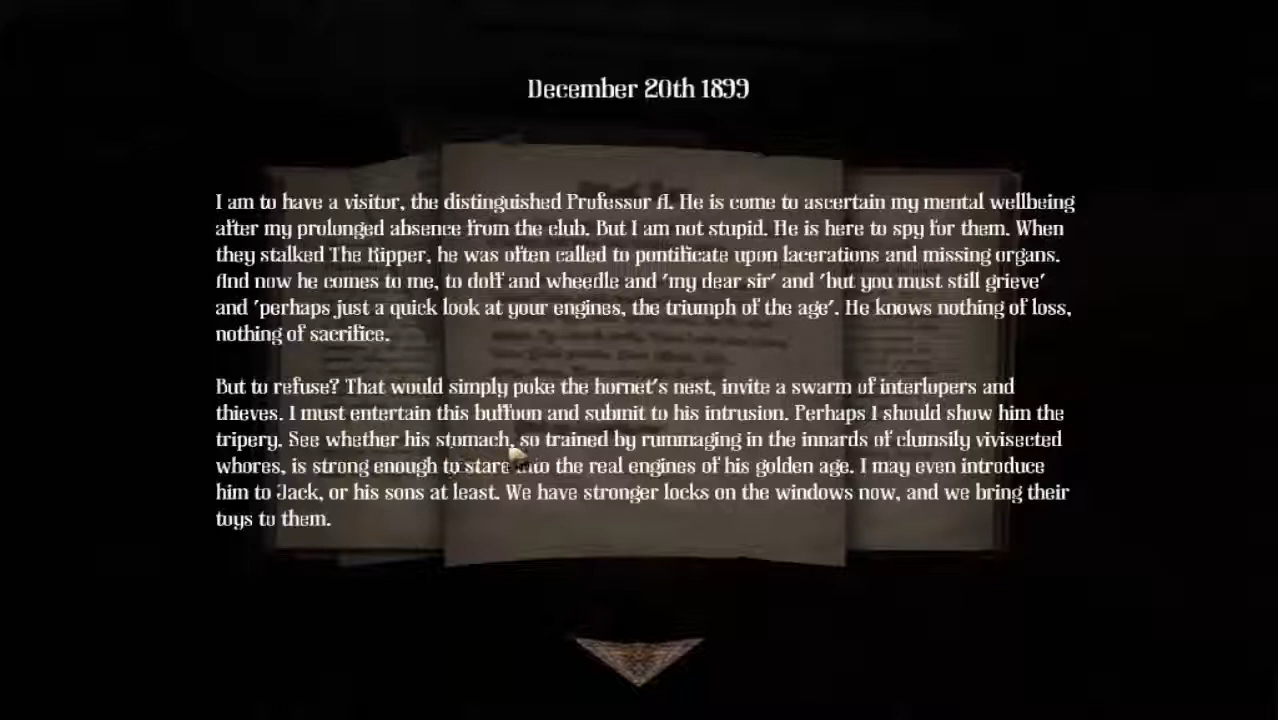 December 20th 1899
I am to have a visitor, the distinguished Professor A. He is come to ascertain my mental wellbeing
after my prolonged absence from the club. But I am not stupid. He is here to spy for them. When
they stalked The Ripper, he was often called to pontificate upon lacerations and missing organs.
And now he comes to me, to doff and wheedle and 'my dear sir' and 'but you must still grieve'
and 'perhaps just a quick look at your engines, the triumph of the age'. He knows nothing of loss,
nothing of sacrifice.
But to refuse? That would simply poke the hornet's nest, invite a swarm of interlopers and
thieves. I must entertain this buffoon and submit to his intrusion. Perhaps I should show him the
tripery. See whether his stomach, so trained by rummaging in the innards of clumsily vivisected
whores, is strong enough to stare into the real engines of his golden age. I may even introduce
him to Jack, or his sons at least. We have stronger locks on the windows now, and we bring their
toys to them.